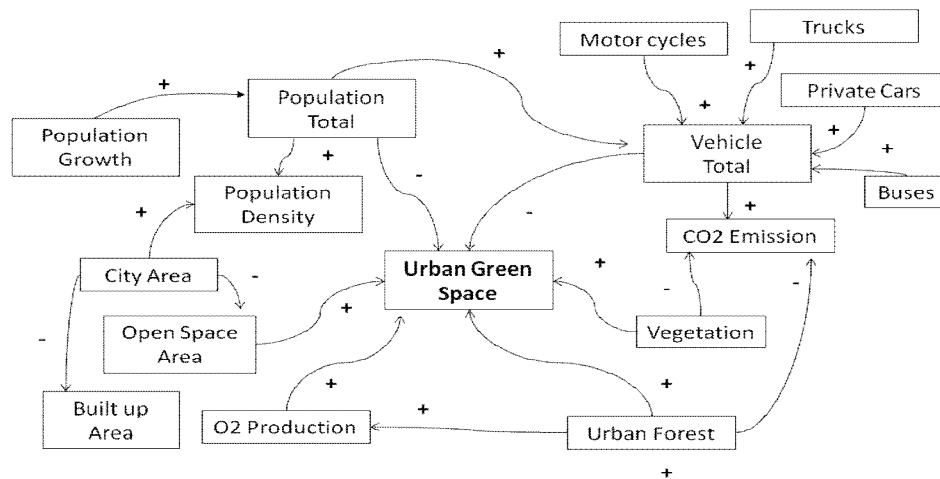 Motor cycles
Trucks
+
+
+
Population
Total
Private Cars
+
+
Population
Growth
+
Vehicle
Total
+
Buses
-
Population
Density
+
-
+
CO2 Emission
City Area
-
Urban Green
Space
+
-
-
-
Open Space
Area
+
Vegetation
Built up
Area
+
+
O2 Production
+
Urban Forest
+